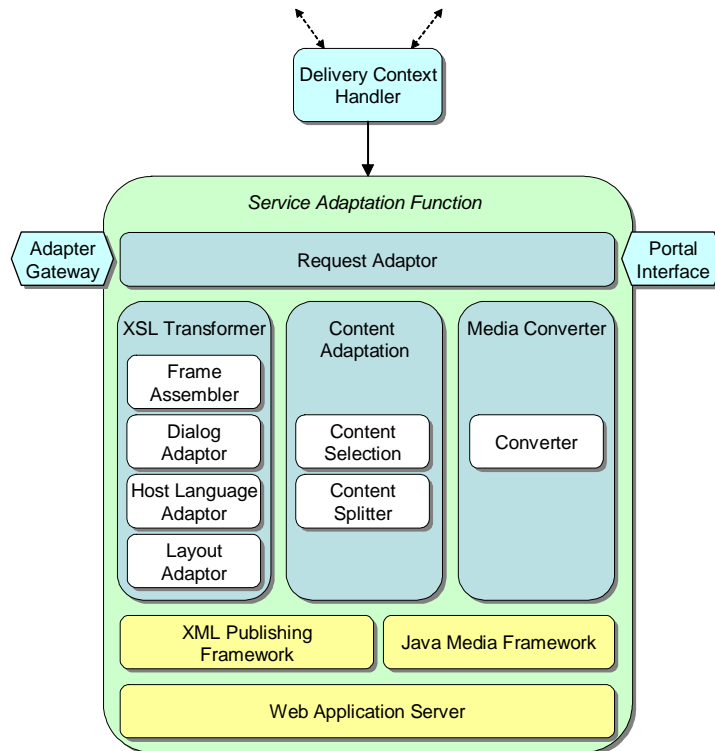 Delivery Context
Handler
Service Adaptation Function
Adapter
Gateway
Request Adaptor
Portal
Interface
XSL Transformer
Frame
Assembler
Dialog
Adaptor
Host Language
Adaptor
Layout
Adaptor
Content
Adaptation
Content
Selection
Content
Splitter
Media Converter
Converter
XML Publishing
Framework
Java Media Framework
Web Application Server